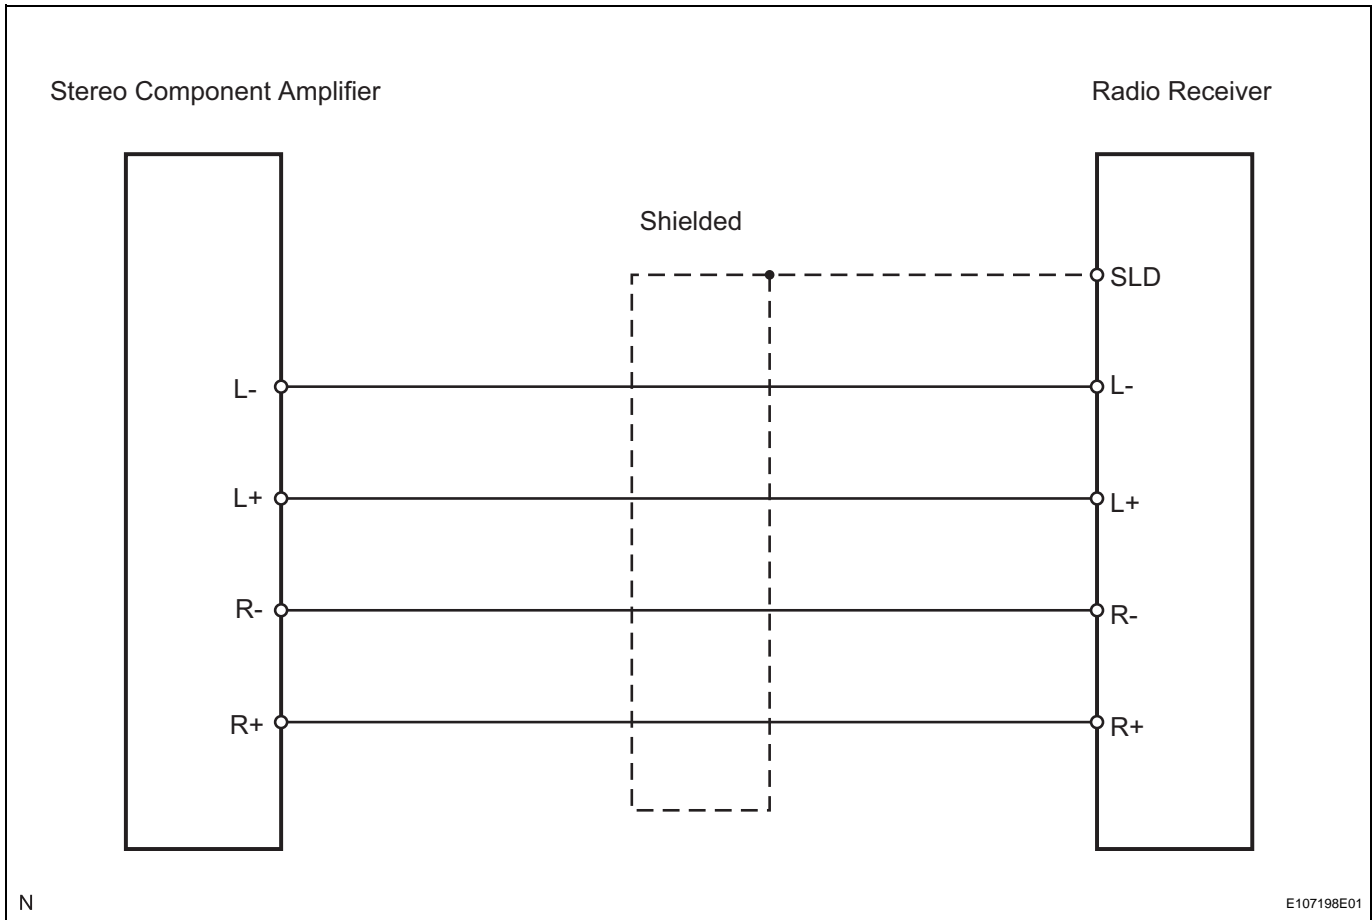 Stereo Component Amplifier
Radio Receiver
Shielded
SLD
L-
L-
L+
L+
R-
R-
R+
R+
N
E107198E01